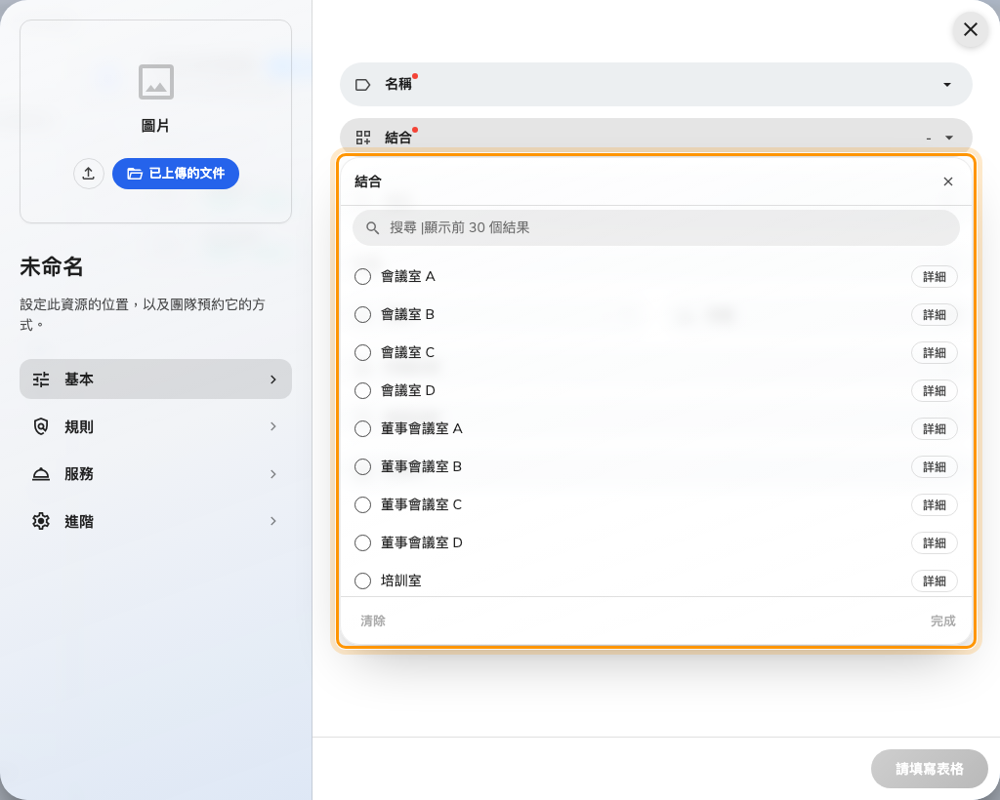 圖片
已上傳的文件
未命名
設定此資源的位置，以及團隊預約它的方
式。
基本
規則
服務
進階
名稱
結合 -
結合
搜尋 |顯示前 30 個結果
會議室 A 詳細
會議室 B 詳細
會議室 C 詳細
會議室 D 詳細
董事會議室 A 詳細
董事會議室 B 詳細
董事會議室 C 詳細
董事會議室 D 詳細
培訓室 詳細
清除 完成
請填寫表格